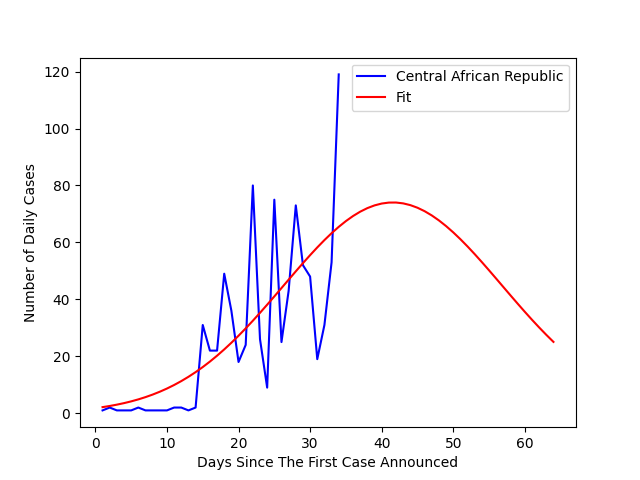 Central African Republic
Fit
120
100
80
60
40
20
0
Number of Daily Cases
0 10 20 30 40 50 60
Days Since The First Case Announced